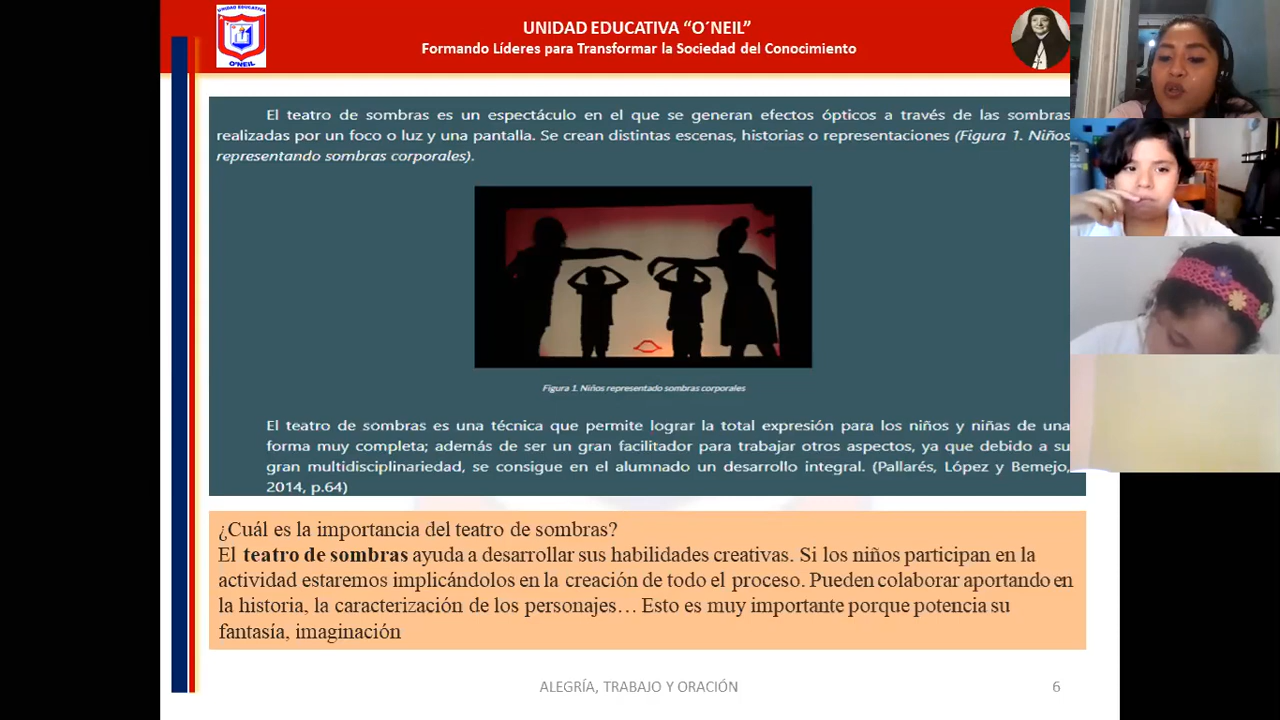 UNIDAD EDUCATIVA
O'NEIL
UNIDAD EDUCATIVA “O´NEIL”
Formando Líderes para Transformar la Sociedad del Conocimiento
El teatro de sombras es un espectáculo en el que se generan efectos ópticos a través de las sombras
realizadas por un foco o luz y una pantalla. Se crean distintas escenas, historias o representaciones (Figura 1. Niños
representando sombras corporales).
Figura 1. Niños representado sombras corporales
El teatro de sombras es una técnica que permite lograr la total expresión para los niños y niñas de una
forma muy completa; además de ser un gran facilitador para trabajar otros aspectos, ya que debido a su
gran multidisciplinariedad, se consigue en el alumnado un desarrollo integral. (Pallarés, López y Bemejo,
2014, p.64)
¿Cuál es la importancia del teatro de sombras?
El teatro de sombras ayuda a desarrollar sus habilidades creativas. Si los niños participan en la
actividad estaremos implicándolos en la creación de todo el proceso. Pueden colaborar aportando en
la historia, la caracterización de los personajes… Esto es muy importante porque potencia su
fantasía, imaginación
ALEGRÍA, TRABAJO Y ORACIÓN
6